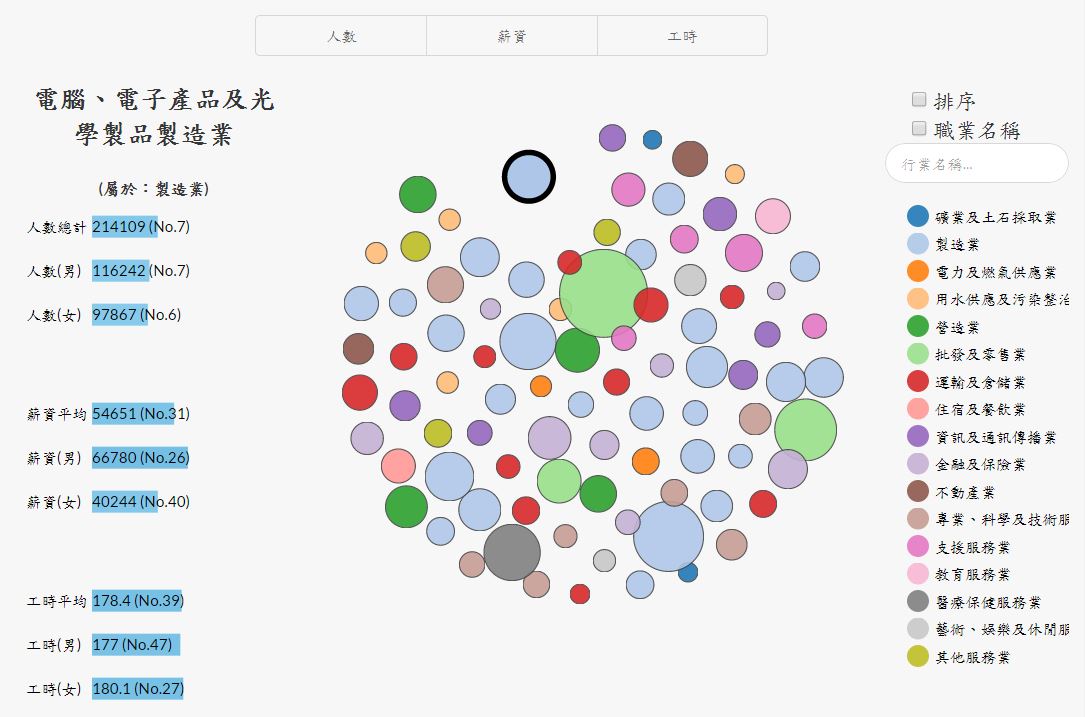 人數 薪資 工時
電腦、電子產品及光
學製品製造業
(屬於：製造業)
人數總計 214109 (No.7)
人數(男) 116242 (No.7)
人數(女) 97867 (No.6)
薪資平均 54651 (No.31)
薪資(男) 66780 (No.26)
薪資(女) 40244 (No.40)
工時平均 178.4 (No.39)
工時(男) 177 (No.47)
工時(女) 180.1 (No.27)
排序
職業名稱
行業名稱...
礦業及土石採取業
製造業
電力及燃氣供應業
用水供應及污染整治
營造業
批發及零售業
運輸及倉儲業
住宿及餐飲業
資訊及通訊傳播業
金融及保險業
不動產業
專業、科學及技術服
支援服務業
教育服務業
醫療保健服務業
藝術、娛樂及休閒服
其他服務業